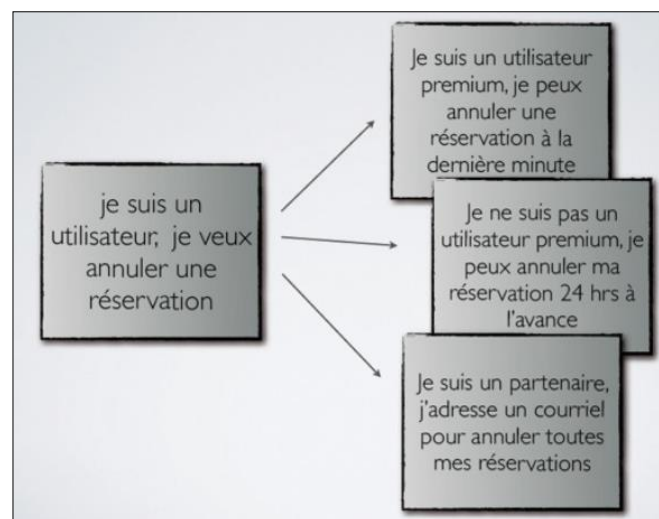 je suis un
utilisateur, je veux
annuler une
réservation
Je suis un utilisateur
premium, je peux
annuler une
réservation à la
dernière minute
Je ne suis pas un
utilisateur premium, je
peux annuler ma
réservation 24 hrs à
l'avance
Je suis un partenaire,
j'adresse un courriel
pour annuler toutes
mes réservations